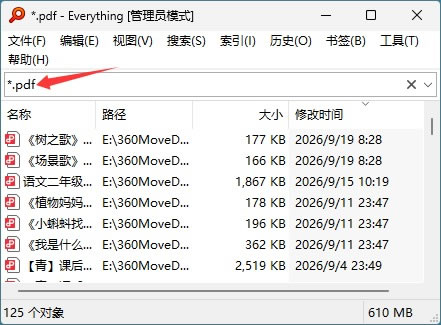 *.pdf - Everything [管理员模式]
文件(F) 编辑(E) 视图(V) 搜索(S) 索引(I) 历史(O) 书签(B) 工具(T)
帮助(H)
*.pdf
名称 路径 大小 修改时间
《树之歌》... E:\360MoveD... 177 KB 2026/9/19 8:28
《场景歌》... E:\360MoveD... 166 KB 2026/9/19 8:28
语文二年级... E:\360MoveD... 1,867 KB 2026/9/15 10:19
《植物妈妈... E:\360MoveD... 178 KB 2026/9/11 23:47
《小蝌蚪找... E:\360MoveD... 196 KB 2026/9/11 23:47
《我是什么... E:\360MoveD... 362 KB 2026/9/11 23:47
【青】课后... E:\360MoveD... 2,519 KB 2026/9/4 23:49
125 个对象 610 MB